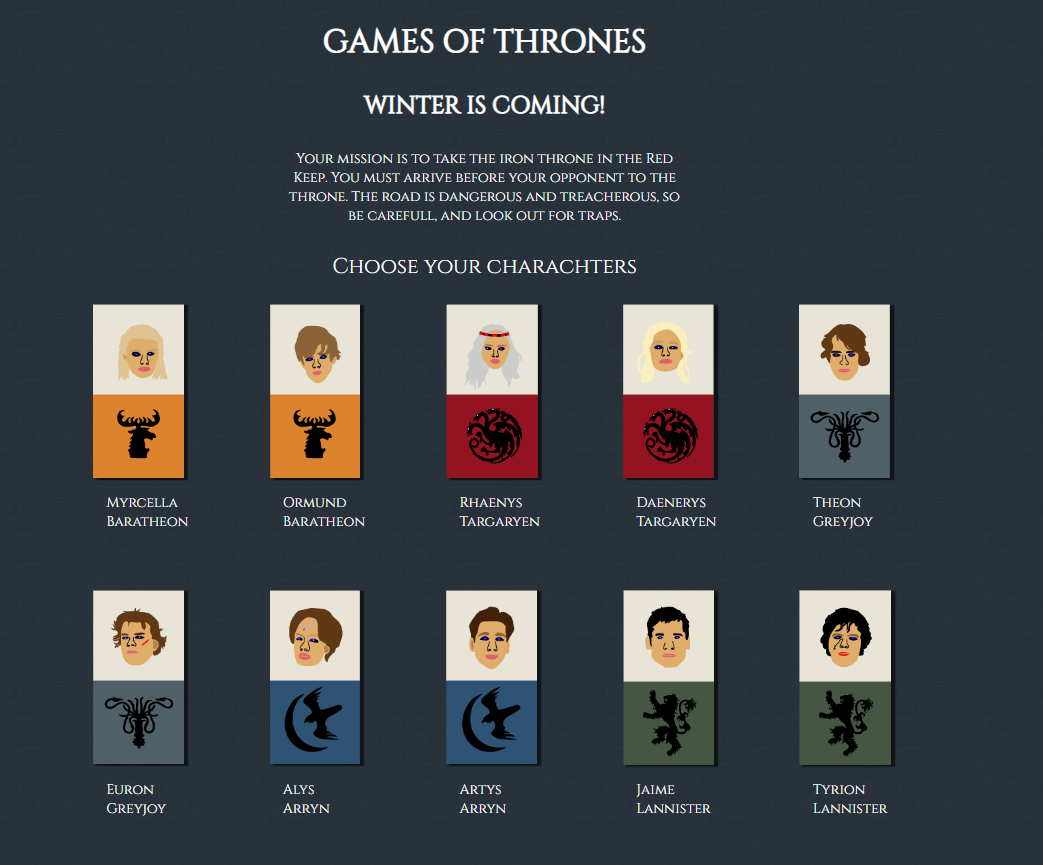 GAMES OF THRONES
WINTER IS COMING!
Your mission is to take the iron throne in the Red
Keep. You must arrive before your opponent to the
throne. The road is dangerous and treacherous, so
be carefull, and look out for traps.
Choose your charachters
Myrcella
Baratheon
Ormund
Baratheon
Rhaenys
Targaryen
Daenerys
Targaryen
Theon
Greyjoy
Euron
Greyjoy
Alys
Arryn
Artys
Arryn
Jaime
Lannister
Tyrion
Lannister